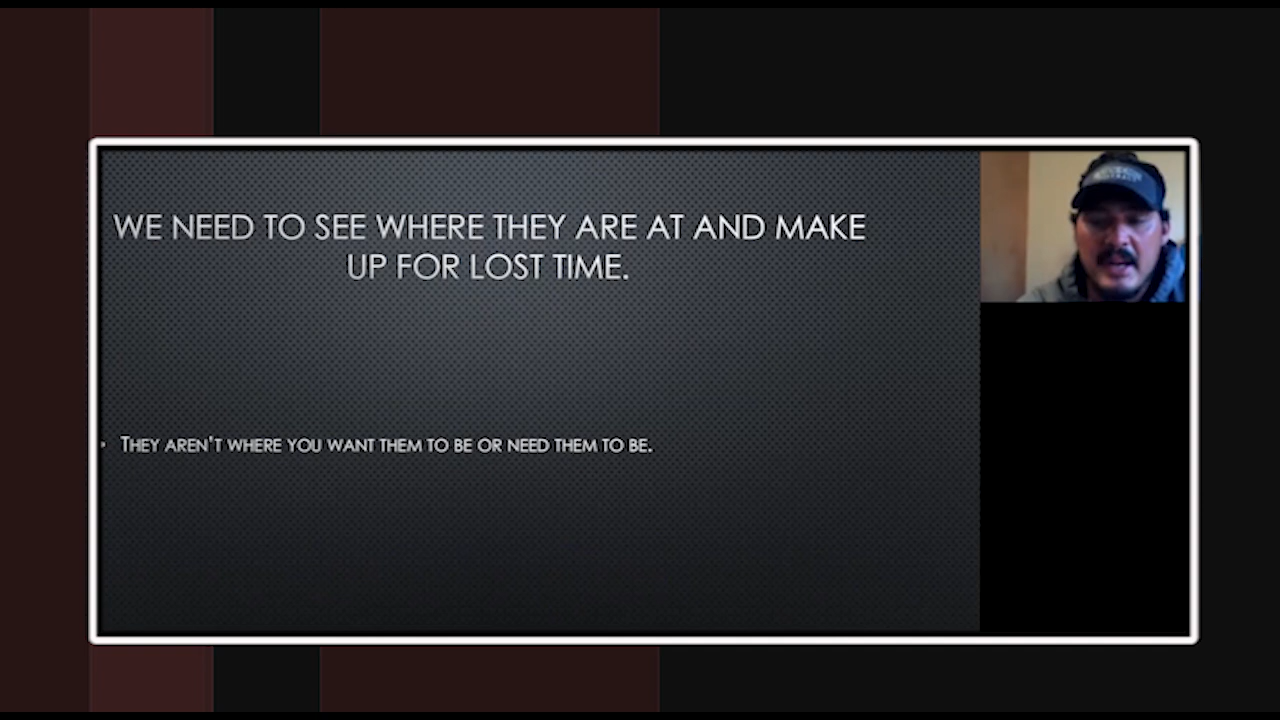 WE NEED TO SEE WHERE THEY ARE AT AND MAKE
UP FOR LOST TIME.
• THEY AREN'T WHERE YOU WANT THEM TO BE OR NEED THEM TO BE.